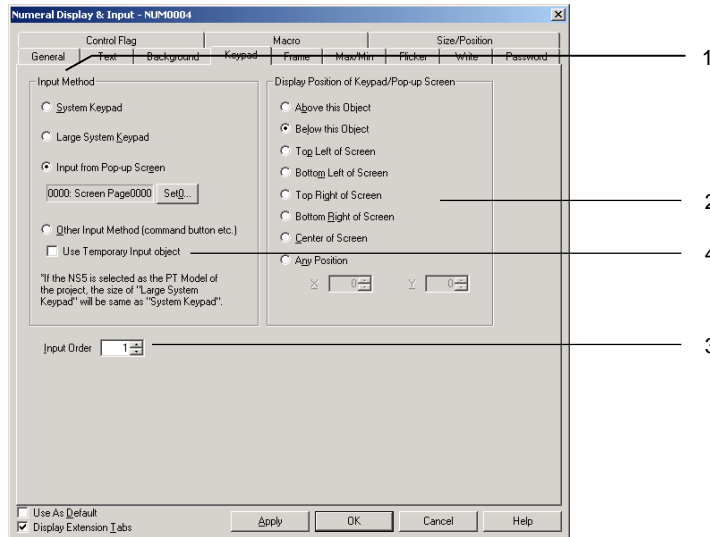 Numeral Display & Input - NUM0004
Control Flag Macro Size/Position
General Text Background Keypad Frame Max/Min Flicker Write Password
1
Input Method
System Keypad
Large System Keypad
Input from Pop-up Screen
0000: Screen Page0000 Set0...
Other Input Method (command button etc.)
Use Temporary Input object
"If the NS5 is selected as the PT Model of
the project, the size of "Large System
Keypad" will be same as "System Keypad".
Display Position of Keypad/Pop-up Screen
Above this Object
Below this Object
Top Left of Screen
Bottom Left of Screen
Top Right of Screen
Bottom Right of Screen
Center of Screen
Any Position
X 0 Y 0
2
4
Input Order 1
3
Use As Default
Display Extension Tabs
Apply OK Cancel Help